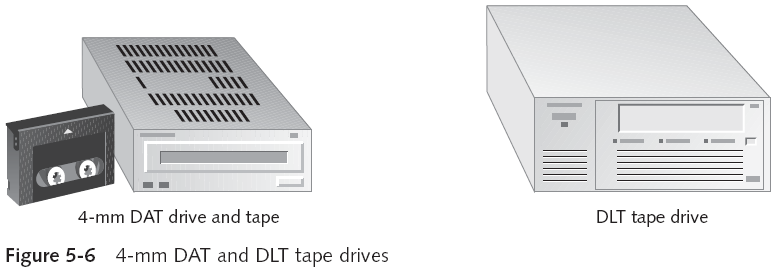 4-mm DAT drive and tape
DLT tape drive
Figure 5-6 4-mm DAT and DLT tape drives